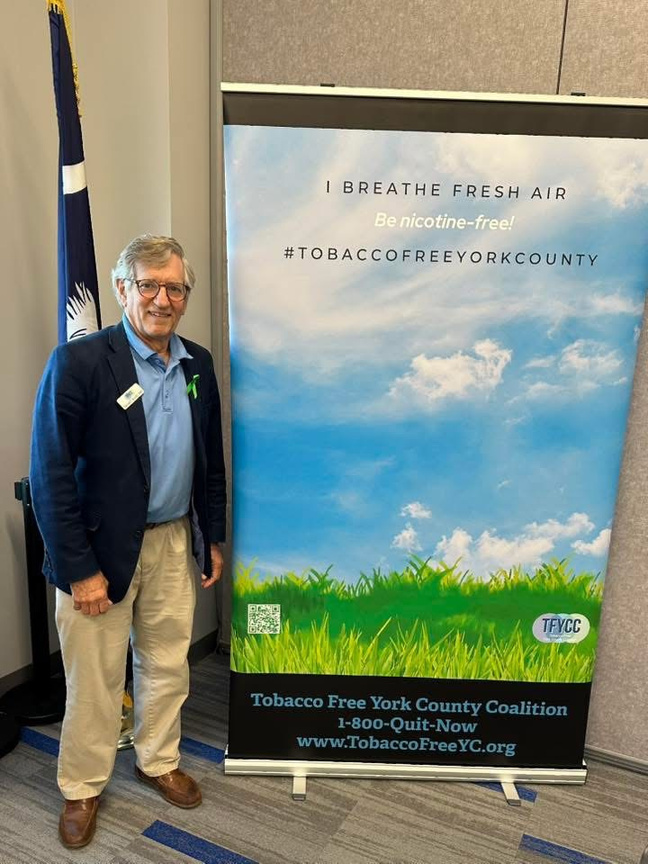 I BREATHE FRESH AIR
Be nicotine-free!
#TOBACCOFREEYORKCOUNTY
TFYCC
Tobacco Free York County Coalition
1-800-Quit-Now
www.TobaccoFreeYC.org